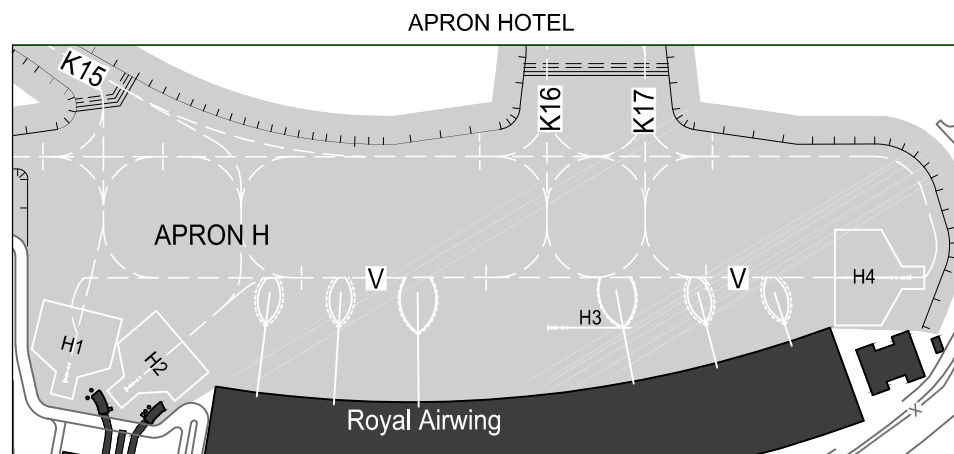 APRON HOTEL
K15
K16
K17
APRON H
V
V
H4
H3
H1
H2
Royal Airwing